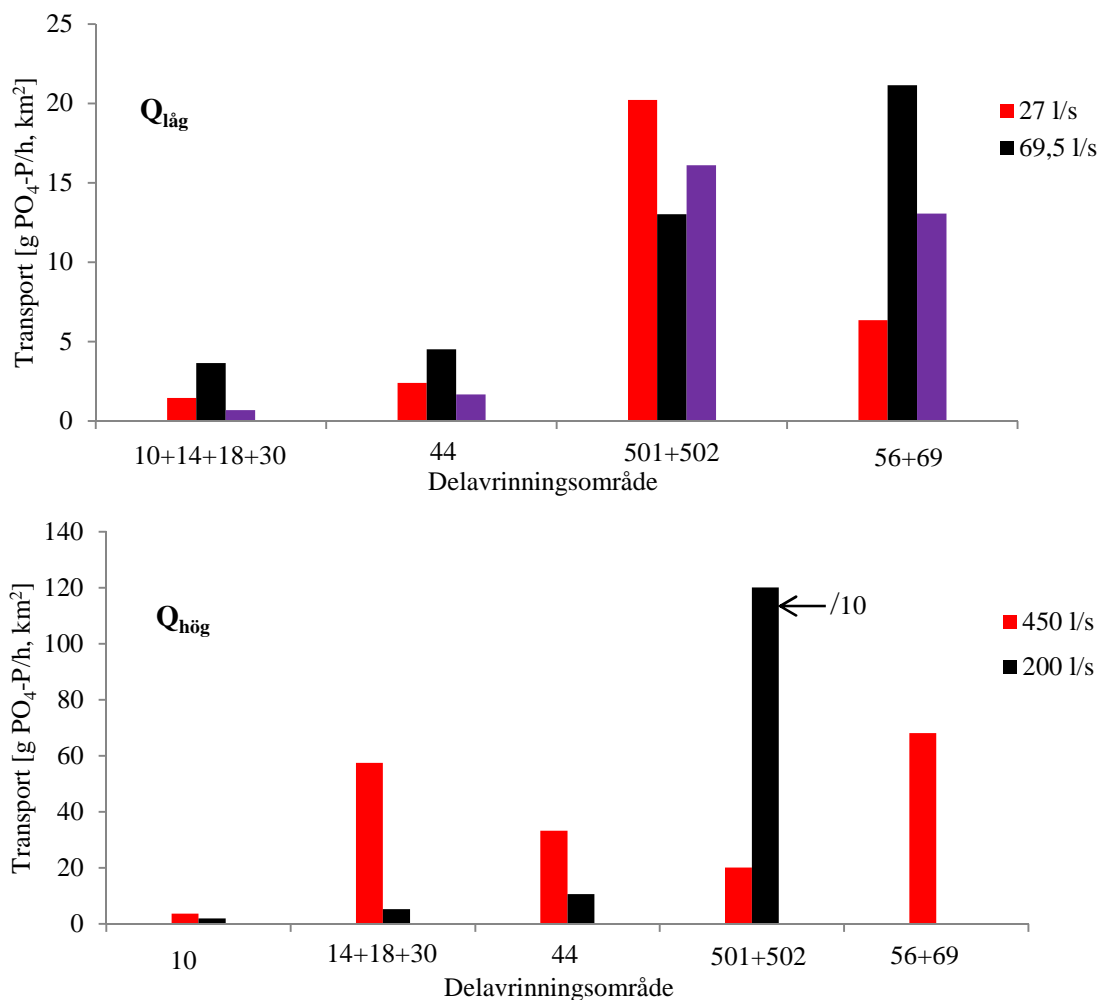 25
20
15
10
5
0
Transport [g PO₄-P/h, km²]
Q_låg
27 l/s
69,5 l/s
10+14+18+30
44
501+502
56+69
Delavrinningsområde
140
120
100
80
60
40
20
0
Transport [g PO₄-P/h, km²]
Q_hög
/10
450 l/s
200 l/s
10
14+18+30
44
501+502
56+69
Delavrinningsområde